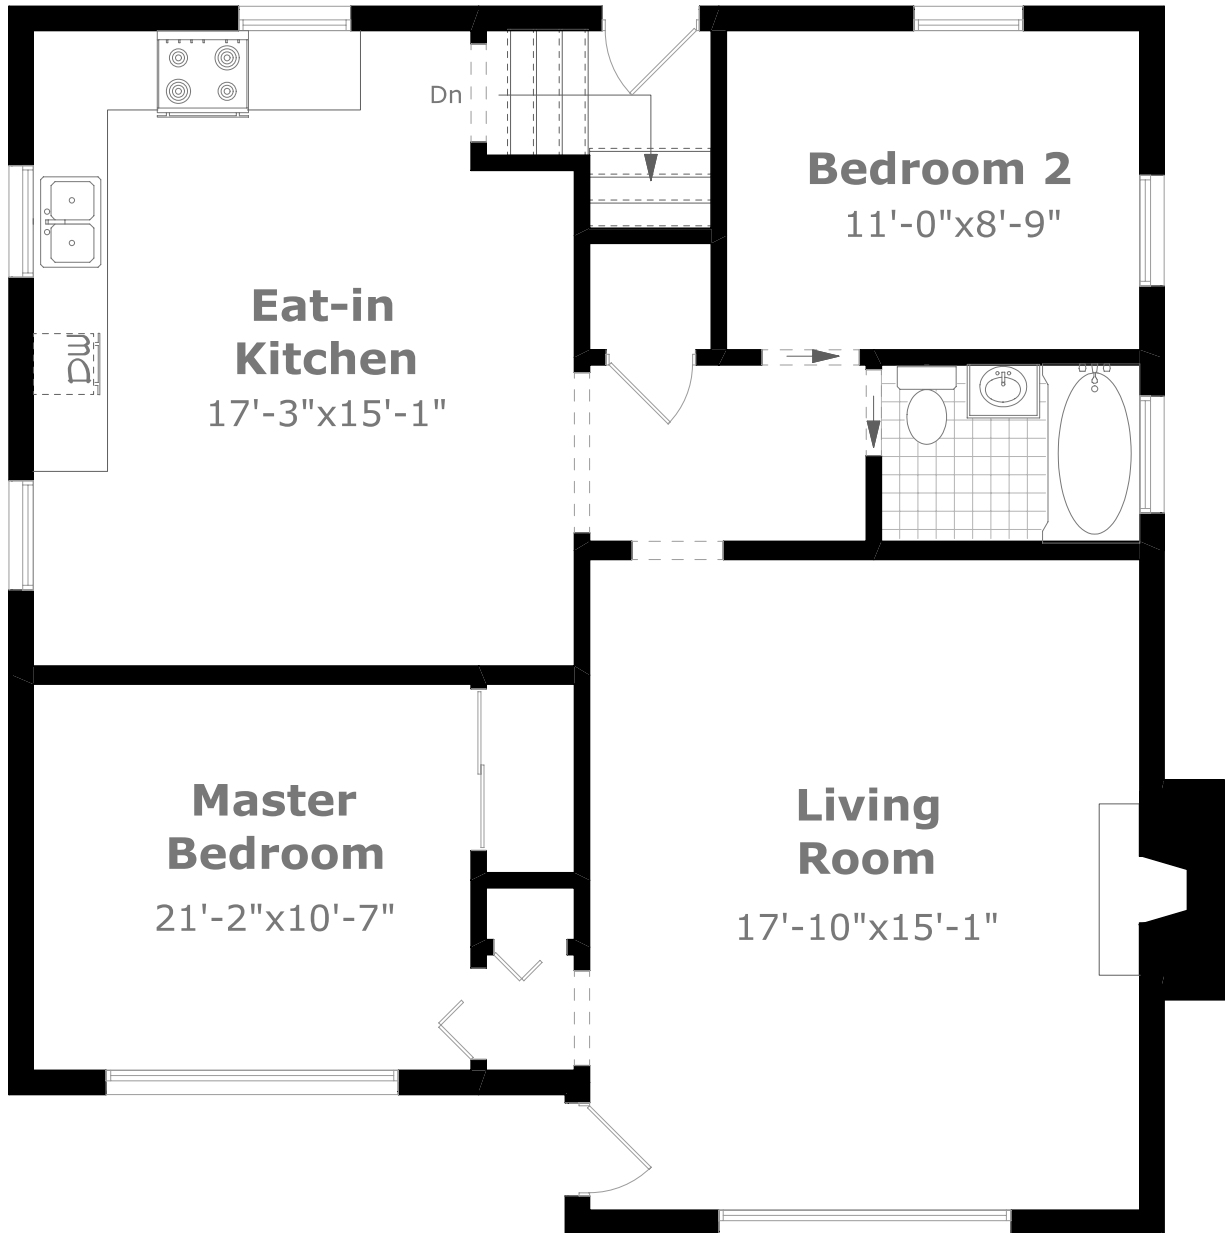 Dn
Bedroom 2
11'-0"x8'-9"
Eat-in
Kitchen
17'-3"x15'-1"
Master
Bedroom
21'-2"x10'-7"
Living
Room
17'-10"x15'-1"